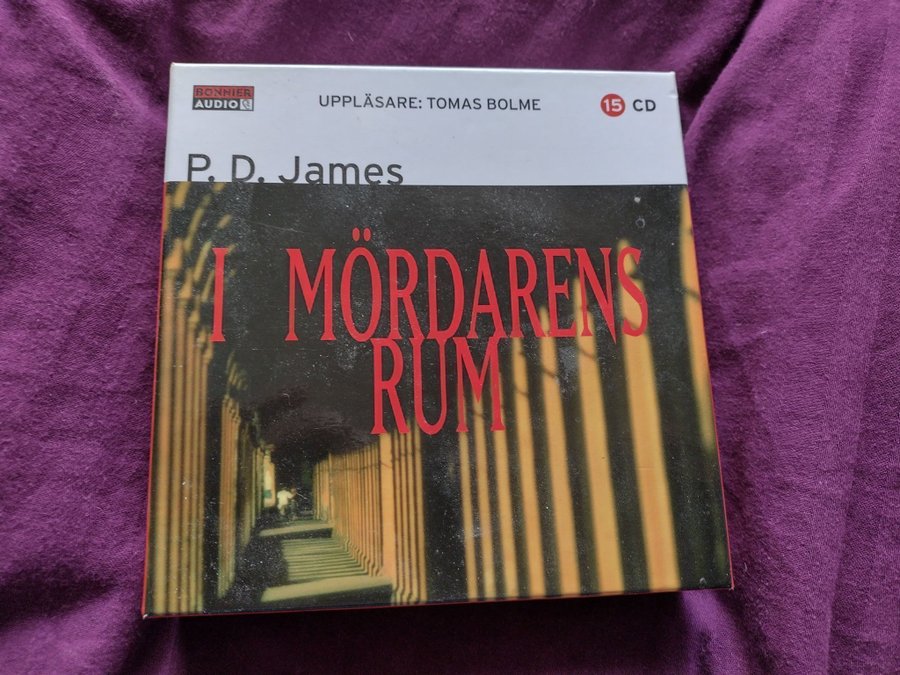 BONNIER
AUDIO
UPPLÄSARE: TOMAS BOLME
15 CD
P. D. James
I MÖRDARENS
RUM